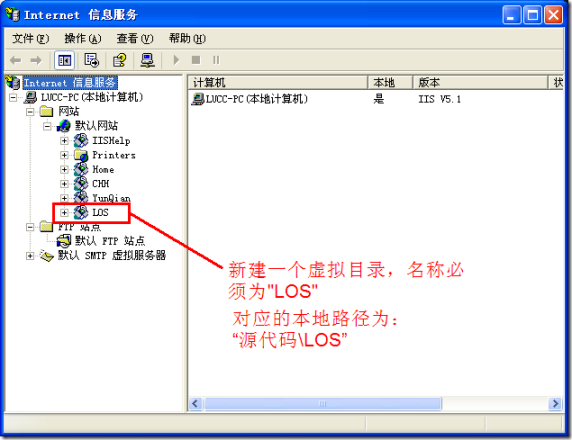 Internet 信息服务
文件(F) 操作(A) 查看(V) 帮助(H)
Internet 信息服务
LUCC-PC(本地计算机)
网站
默认网站
IISHelp
Printers
Home
CHH
YunQian
LOS
FTP 站点
默认 FTP 站点
默认 SMTP 虚拟服务器
计算机 本地 版本 状
LUCC-PC(本地计算机) 是 IIS V5.1
新建一个虚拟目录，名称必
须为"LOS"
对应的本地路径为：
“源代码\LOS”